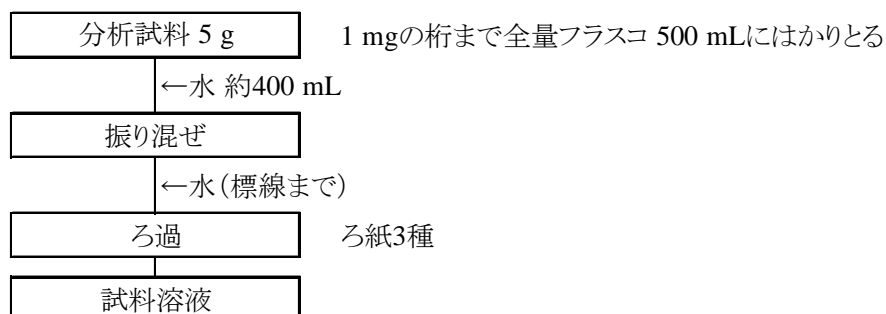 分析試料 5 g 1 mgの桁まで全量フラスコ 500 mLにはかりとる
←水 約400 mL
振り混ぜ
←水（標線まで）
ろ過 ろ紙3種
試料溶液